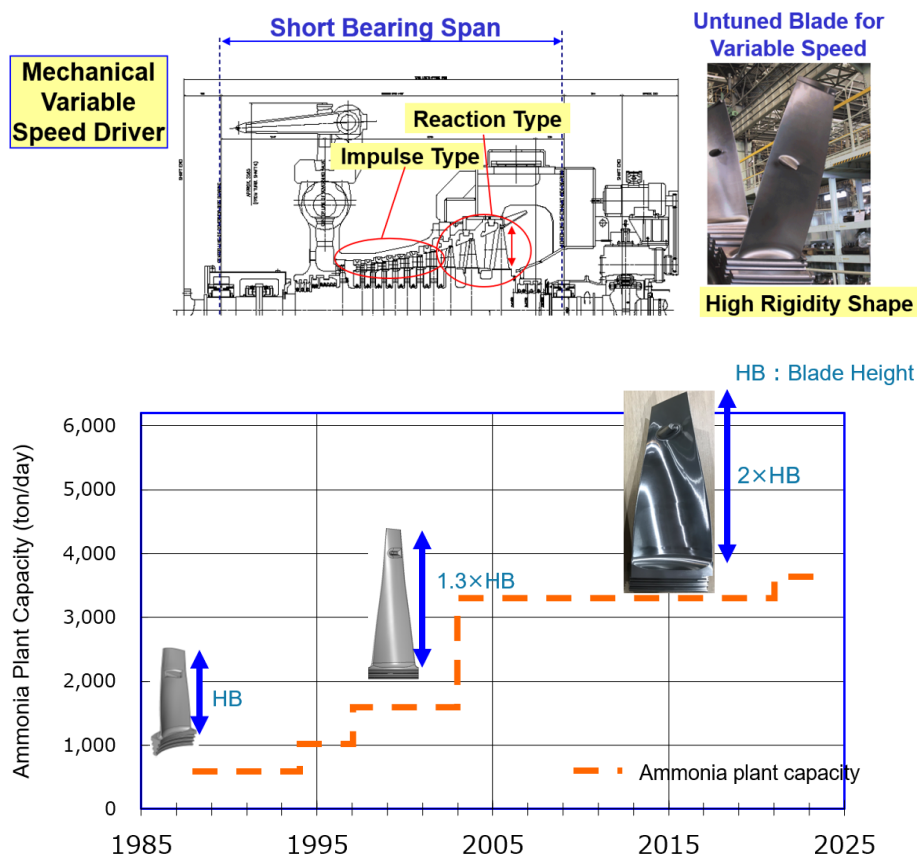 Short Bearing Span
Untuned Blade for
Variable Speed
Mechanical
Variable
Speed Driver
Reaction Type
Impulse Type
High Rigidity Shape
HB : Blade Height
Ammonia Plant Capacity (ton/day)
6,000
5,000
4,000
3,000
2,000
1,000
0
2×HB
1.3×HB
HB
Ammonia plant capacity
1985
1995
2005
2015
2025